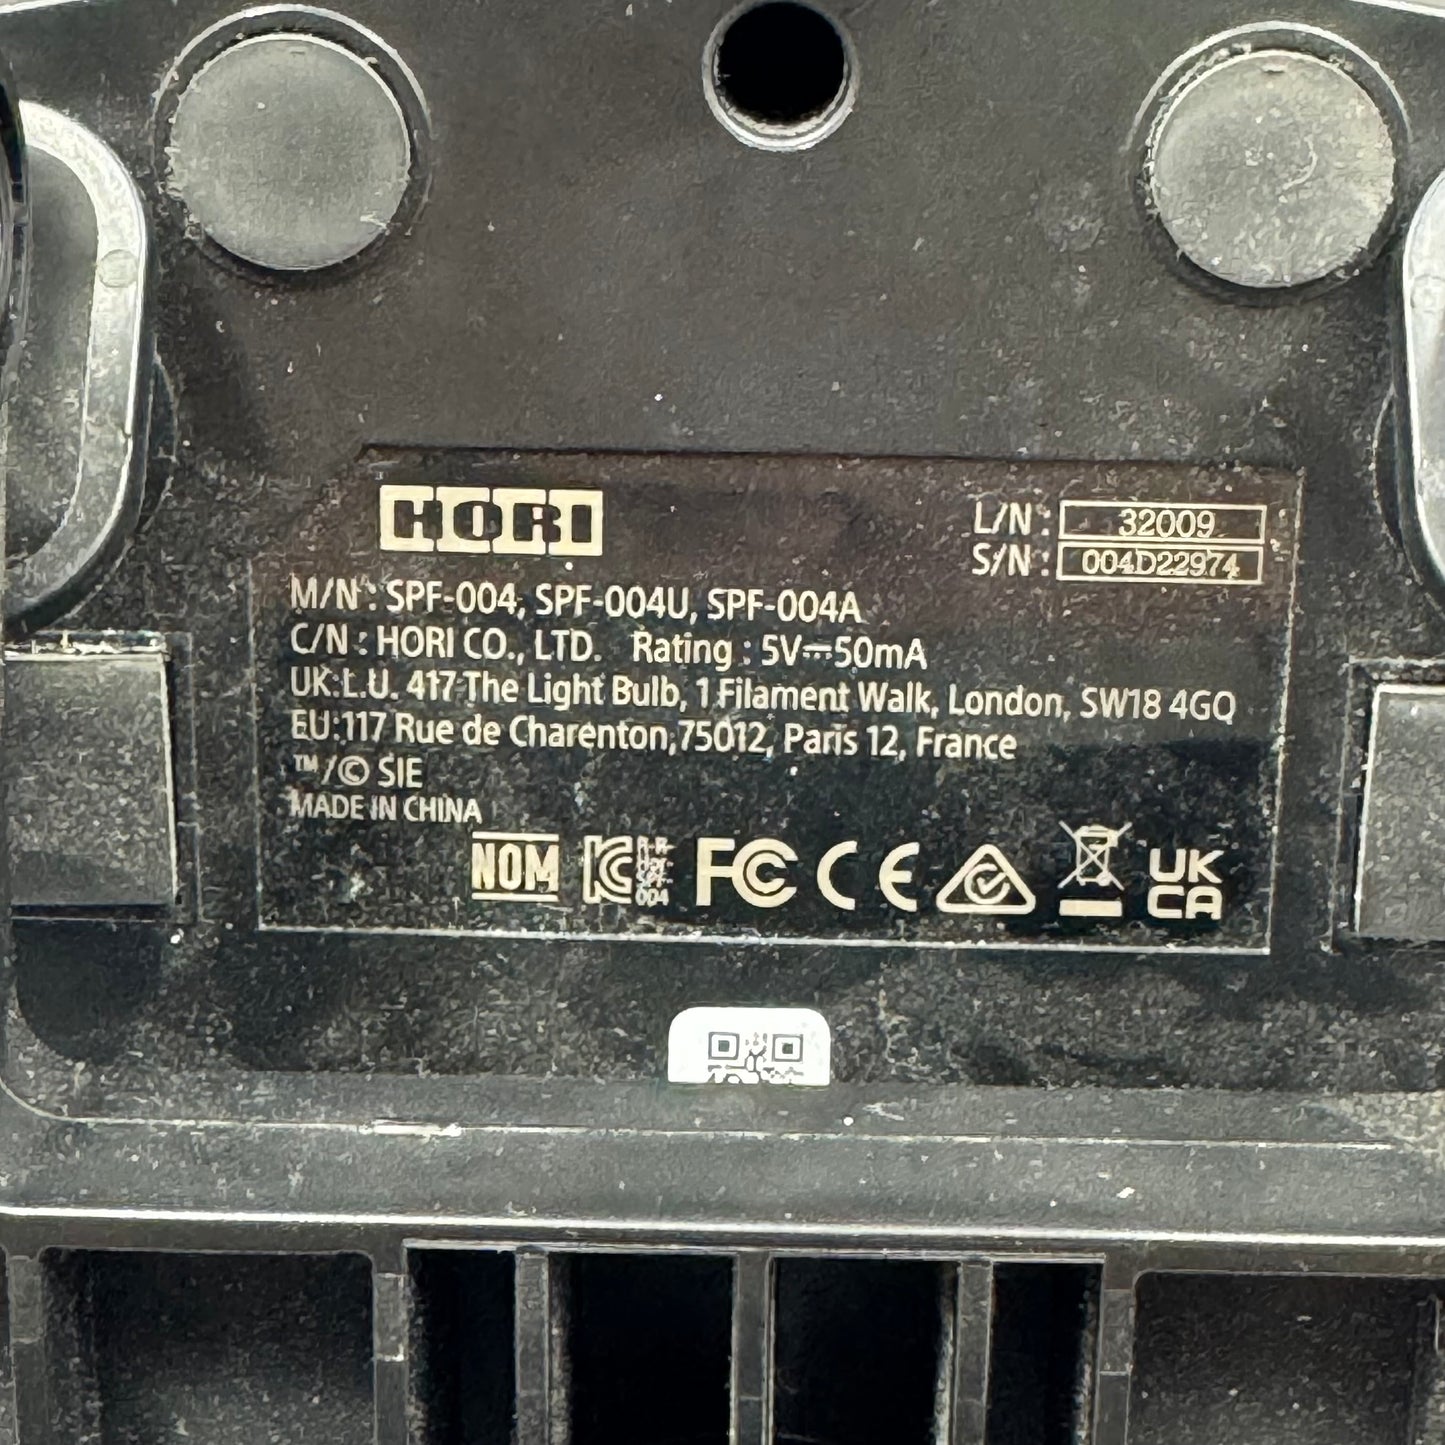 HORI
L/N : 32009
S/N : 004D22974
M/N : SPF-004, SPF-004U, SPF-004A
C/N : HORI CO., LTD. Rating : 5V⎓50mA
UK:L.U. 417 The Light Bulb, 1 Filament Walk, London, SW18 4GQ
EU:117 Rue de Charenton,75012, Paris 12, France
™/© SIE
MADE IN CHINA
NOM KC FC CE UK
CA